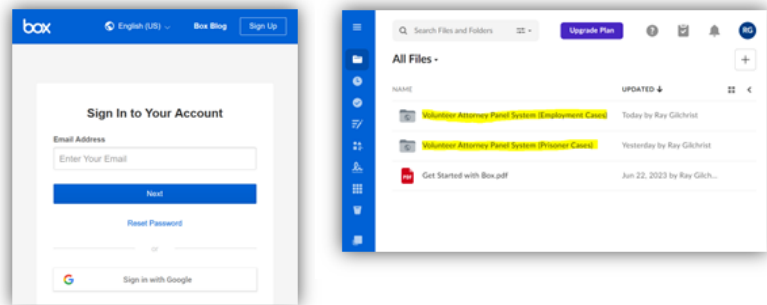 box
English (US)
Box Blog
Sign Up
Sign In to Your Account
Email Address
Enter Your Email
Next
Reset Password
or
G
Sign in with Google
Search Files and Folders
Upgrade Plan
RG
All Files
NAME
UPDATED
Volunteer Attorney Panel System (Employment Cases)
Today by Ray Gilchrist
Volunteer Attorney Panel System (Prisoner Cases)
Yesterday by Ray Gilchrist
PDF
Get Started with Box.pdf
Jun 22, 2023 by Ray Gilch...